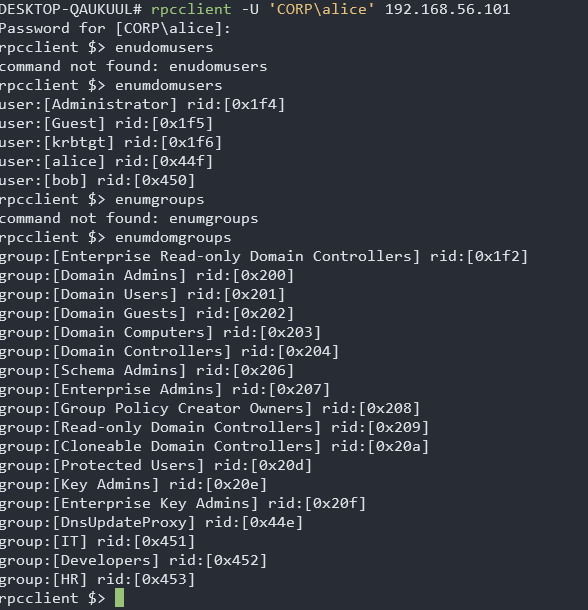 DESKTOP-QAUKUUL# rpcclient -U 'CORP\alice' 192.168.56.101
Password for [CORP\alice]:
rpcclient $> enudomusers
command not found: enudomusers
rpcclient $> enumdomusers
user:[Administrator] rid:[0x1f4]
user:[Guest] rid:[0x1f5]
user:[krbtgt] rid:[0x1f6]
user:[alice] rid:[0x44f]
user:[bob] rid:[0x450]
rpcclient $> enumgroups
command not found: enumgroups
rpcclient $> enumdomgroups
group:[Enterprise Read-only Domain Controllers] rid:[0x1f2]
group:[Domain Admins] rid:[0x200]
group:[Domain Users] rid:[0x201]
group:[Domain Guests] rid:[0x202]
group:[Domain Computers] rid:[0x203]
group:[Domain Controllers] rid:[0x204]
group:[Schema Admins] rid:[0x206]
group:[Enterprise Admins] rid:[0x207]
group:[Group Policy Creator Owners] rid:[0x208]
group:[Read-only Domain Controllers] rid:[0x209]
group:[Cloneable Domain Controllers] rid:[0x20a]
group:[Protected Users] rid:[0x20d]
group:[Key Admins] rid:[0x20e]
group:[Enterprise Key Admins] rid:[0x20f]
group:[DnsUpdateProxy] rid:[0x44e]
group:[IT] rid:[0x451]
group:[Developers] rid:[0x452]
group:[HR] rid:[0x453]
rpcclient $>